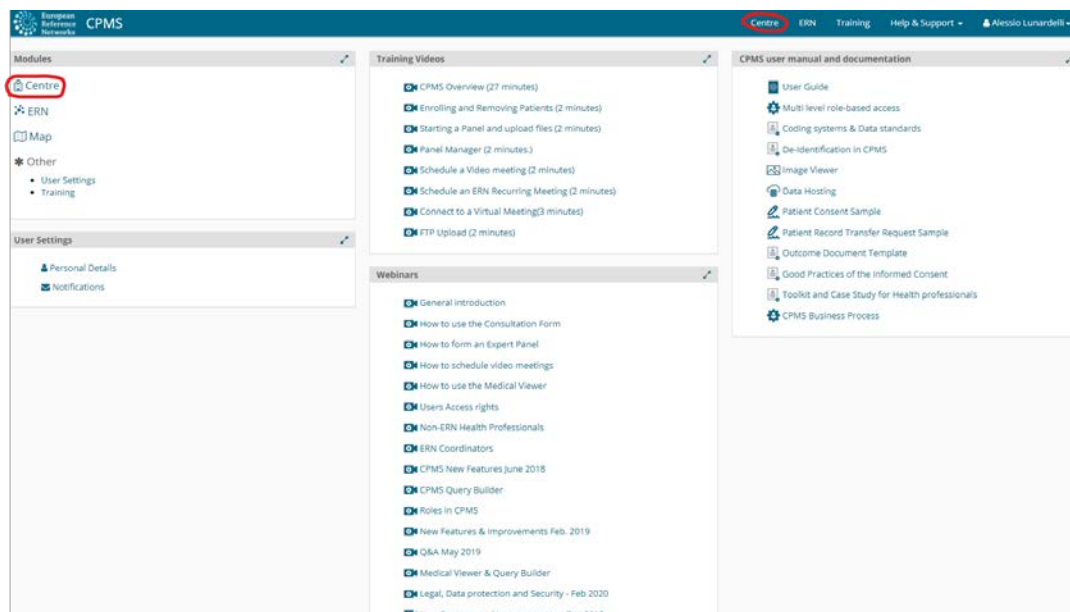 European
Reference
Networks
CPMS
Centre ERN Training Help & Support Alessio Lunardelli
Modules
Centre
ERN
Map
Other
User Settings
Training
User Settings
Personal Details
Notifications
Training Videos
CPMS Overview (27 minutes)
Enrolling and Removing Patients (2 minutes)
Starting a Panel and upload files (2 minutes)
Panel Manager (2 minutes.)
Schedule a Video meeting (2 minutes)
Schedule an ERN Recurring Meeting (2 minutes)
Connect to a Virtual Meeting(3 minutes)
FTP Upload (2 minutes)
Webinars
General introduction
How to use the Consultation Form
How to form an Expert Panel
How to schedule video meetings
How to use the Medical Viewer
Users Access rights
Non-ERN Health Professionals
ERN Coordinators
CPMS New Features June 2018
CPMS Query Builder
Roles in CPMS
New Features & Improvements Feb. 2019
Q&A May 2019
Medical Viewer & Query Builder
Legal, Data protection and Security - Feb 2020
CPMS user manual and documentation
User Guide
Multi level role-based access
Coding systems & Data standards
De-Identification in CPMS
Image Viewer
Data Hosting
Patient Consent Sample
Patient Record Transfer Request Sample
Outcome Document Template
Good Practices of the Informed Consent
Toolkit and Case Study for Health professionals
CPMS Business Process